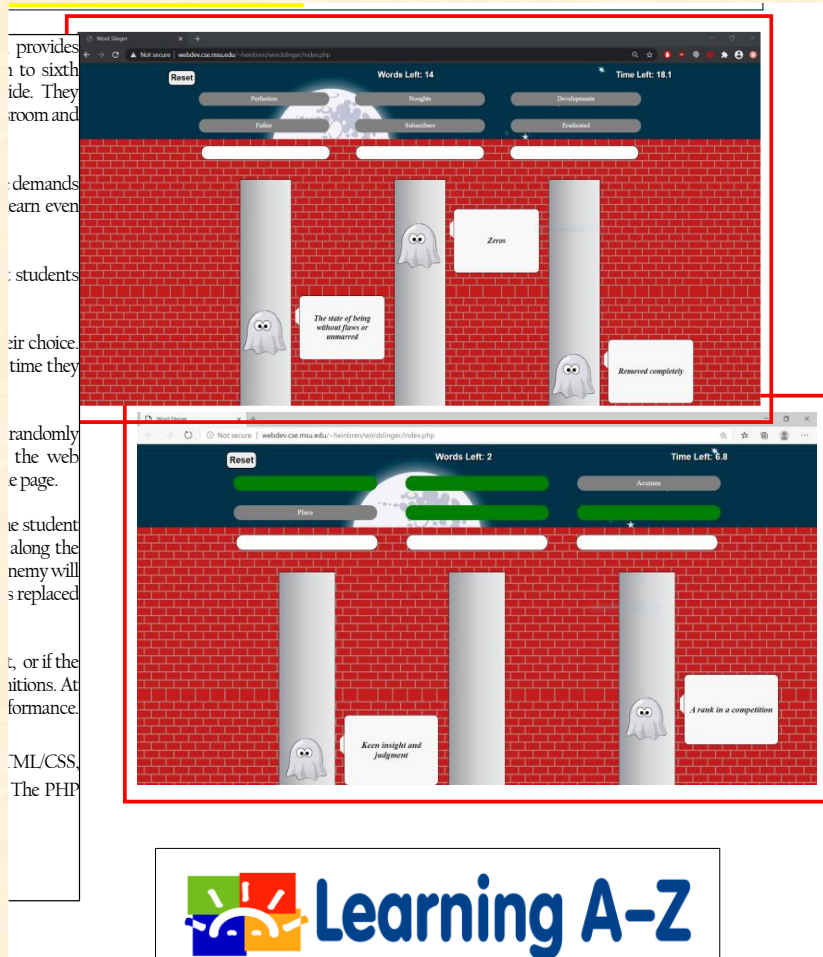 provides
to sixth
ide. They
sroom and
demands
earn even
students
eir choice.
time they
randomly
the web
e page.
e student
along the
nemy will
s replaced
t, or if the
nitions. At
formance.
TML/CSS,
The PHP
Word Slinger
Not secure | webdev.cse.msu.edu/~heinbren/wordslinger/index.php
Reset Words Left: 14 Time Left: 18.1
Perfection Noughts Developments
Father Subscribers Eradicated
Zeros
The state of being
without flaws or
unmarred
Removed completely
Word Slinger
Not secure | webdev.cse.msu.edu/~heinbren/wordslinger/index.php
Reset Words Left: 2 Time Left: 6.8
Acumen
Place
A rank in a competition
Keen insight and
judgment
Learning A-Z